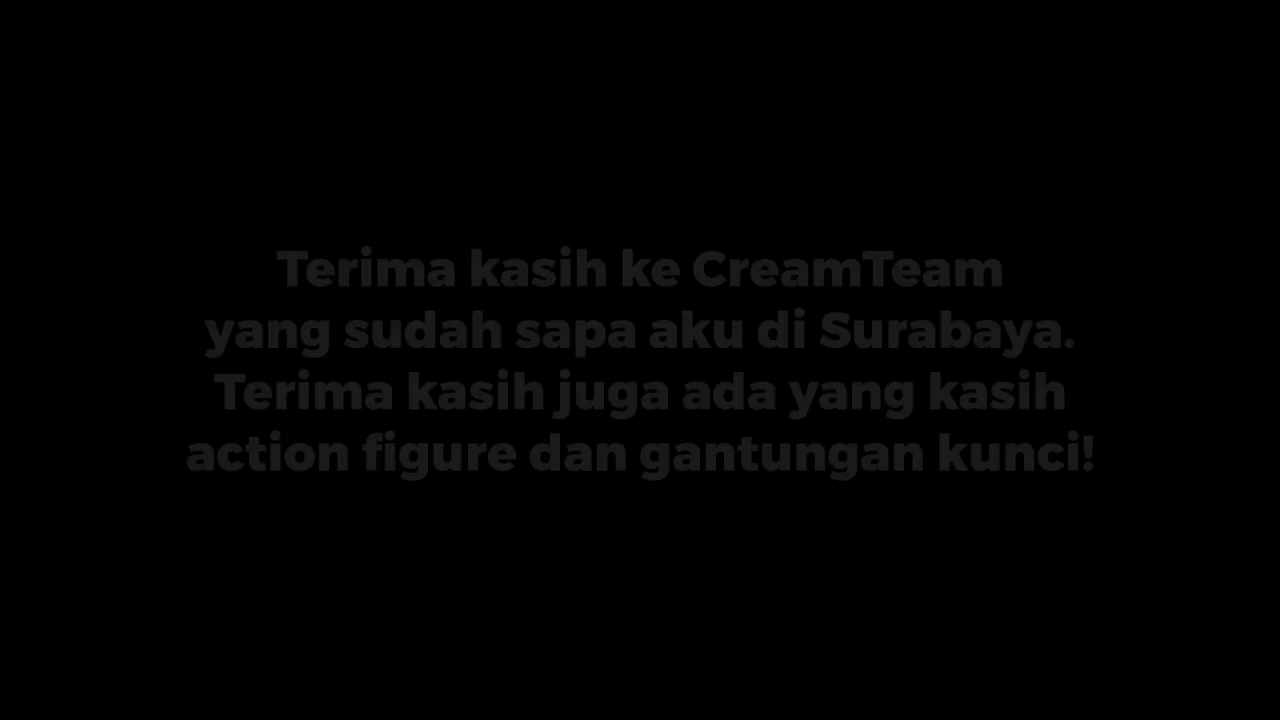 Terima kasih ke CreamTeam
yang sudah sapa aku di Surabaya.
Terima kasih juga ada yang kasih
action figure dan gantungan kunci!